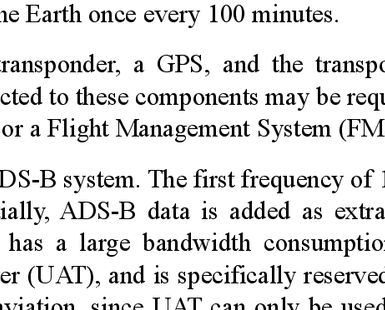 ne Earth once every 100 minutes.
transponder, a GPS, and the transpo
cted to these components may be requ
or a Flight Management System (FM
DS-B system. The first frequency of 1
ially, ADS-B data is added as extra
has a large bandwidth consumption
er (UAT), and is specifically reserved
aviation, since UAT can only be used